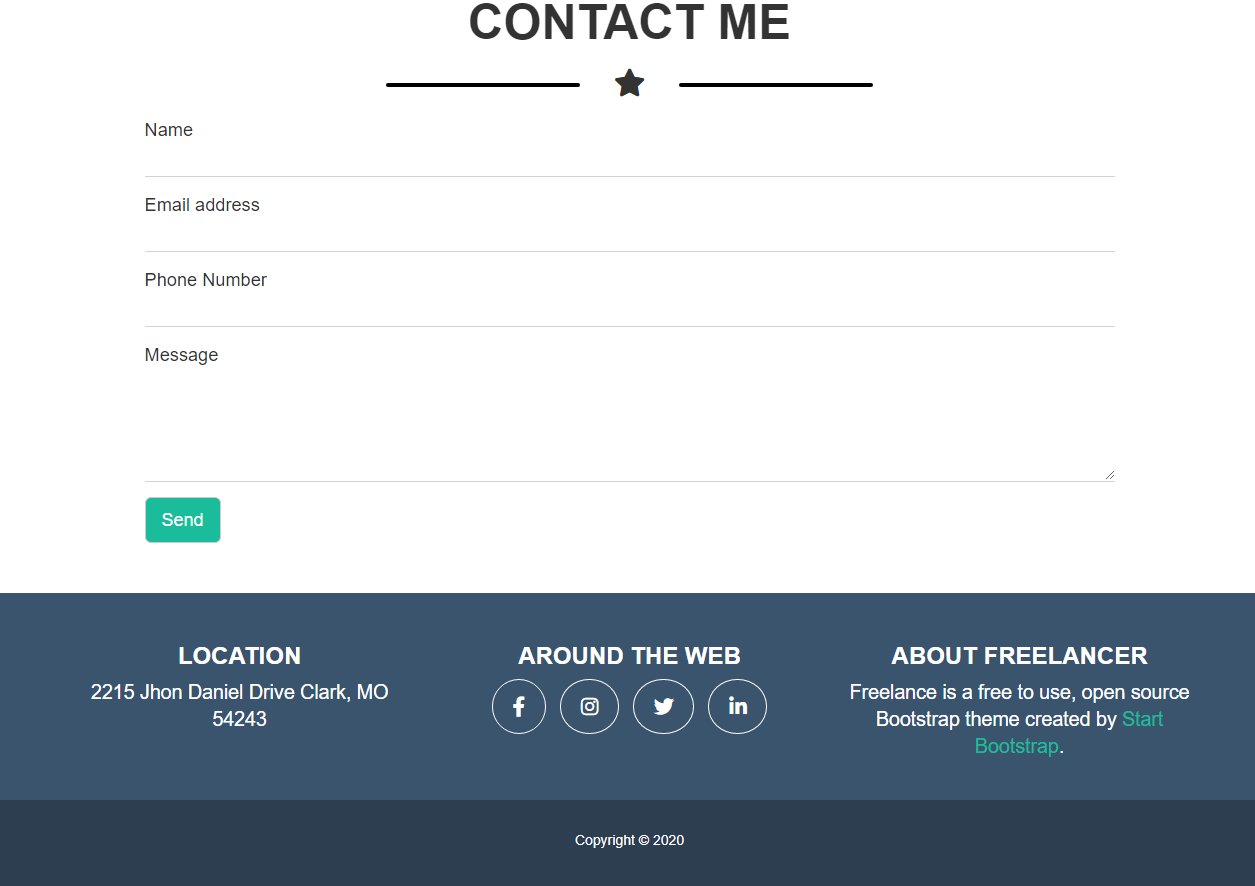 CONTACT ME
Name
Email address
Phone Number
Message
Send
LOCATION
2215 Jhon Daniel Drive Clark, MO
54243
AROUND THE WEB
ABOUT FREELANCER
Freelance is a free to use, open source
Bootstrap theme created by Start
Bootstrap.
Copyright © 2020